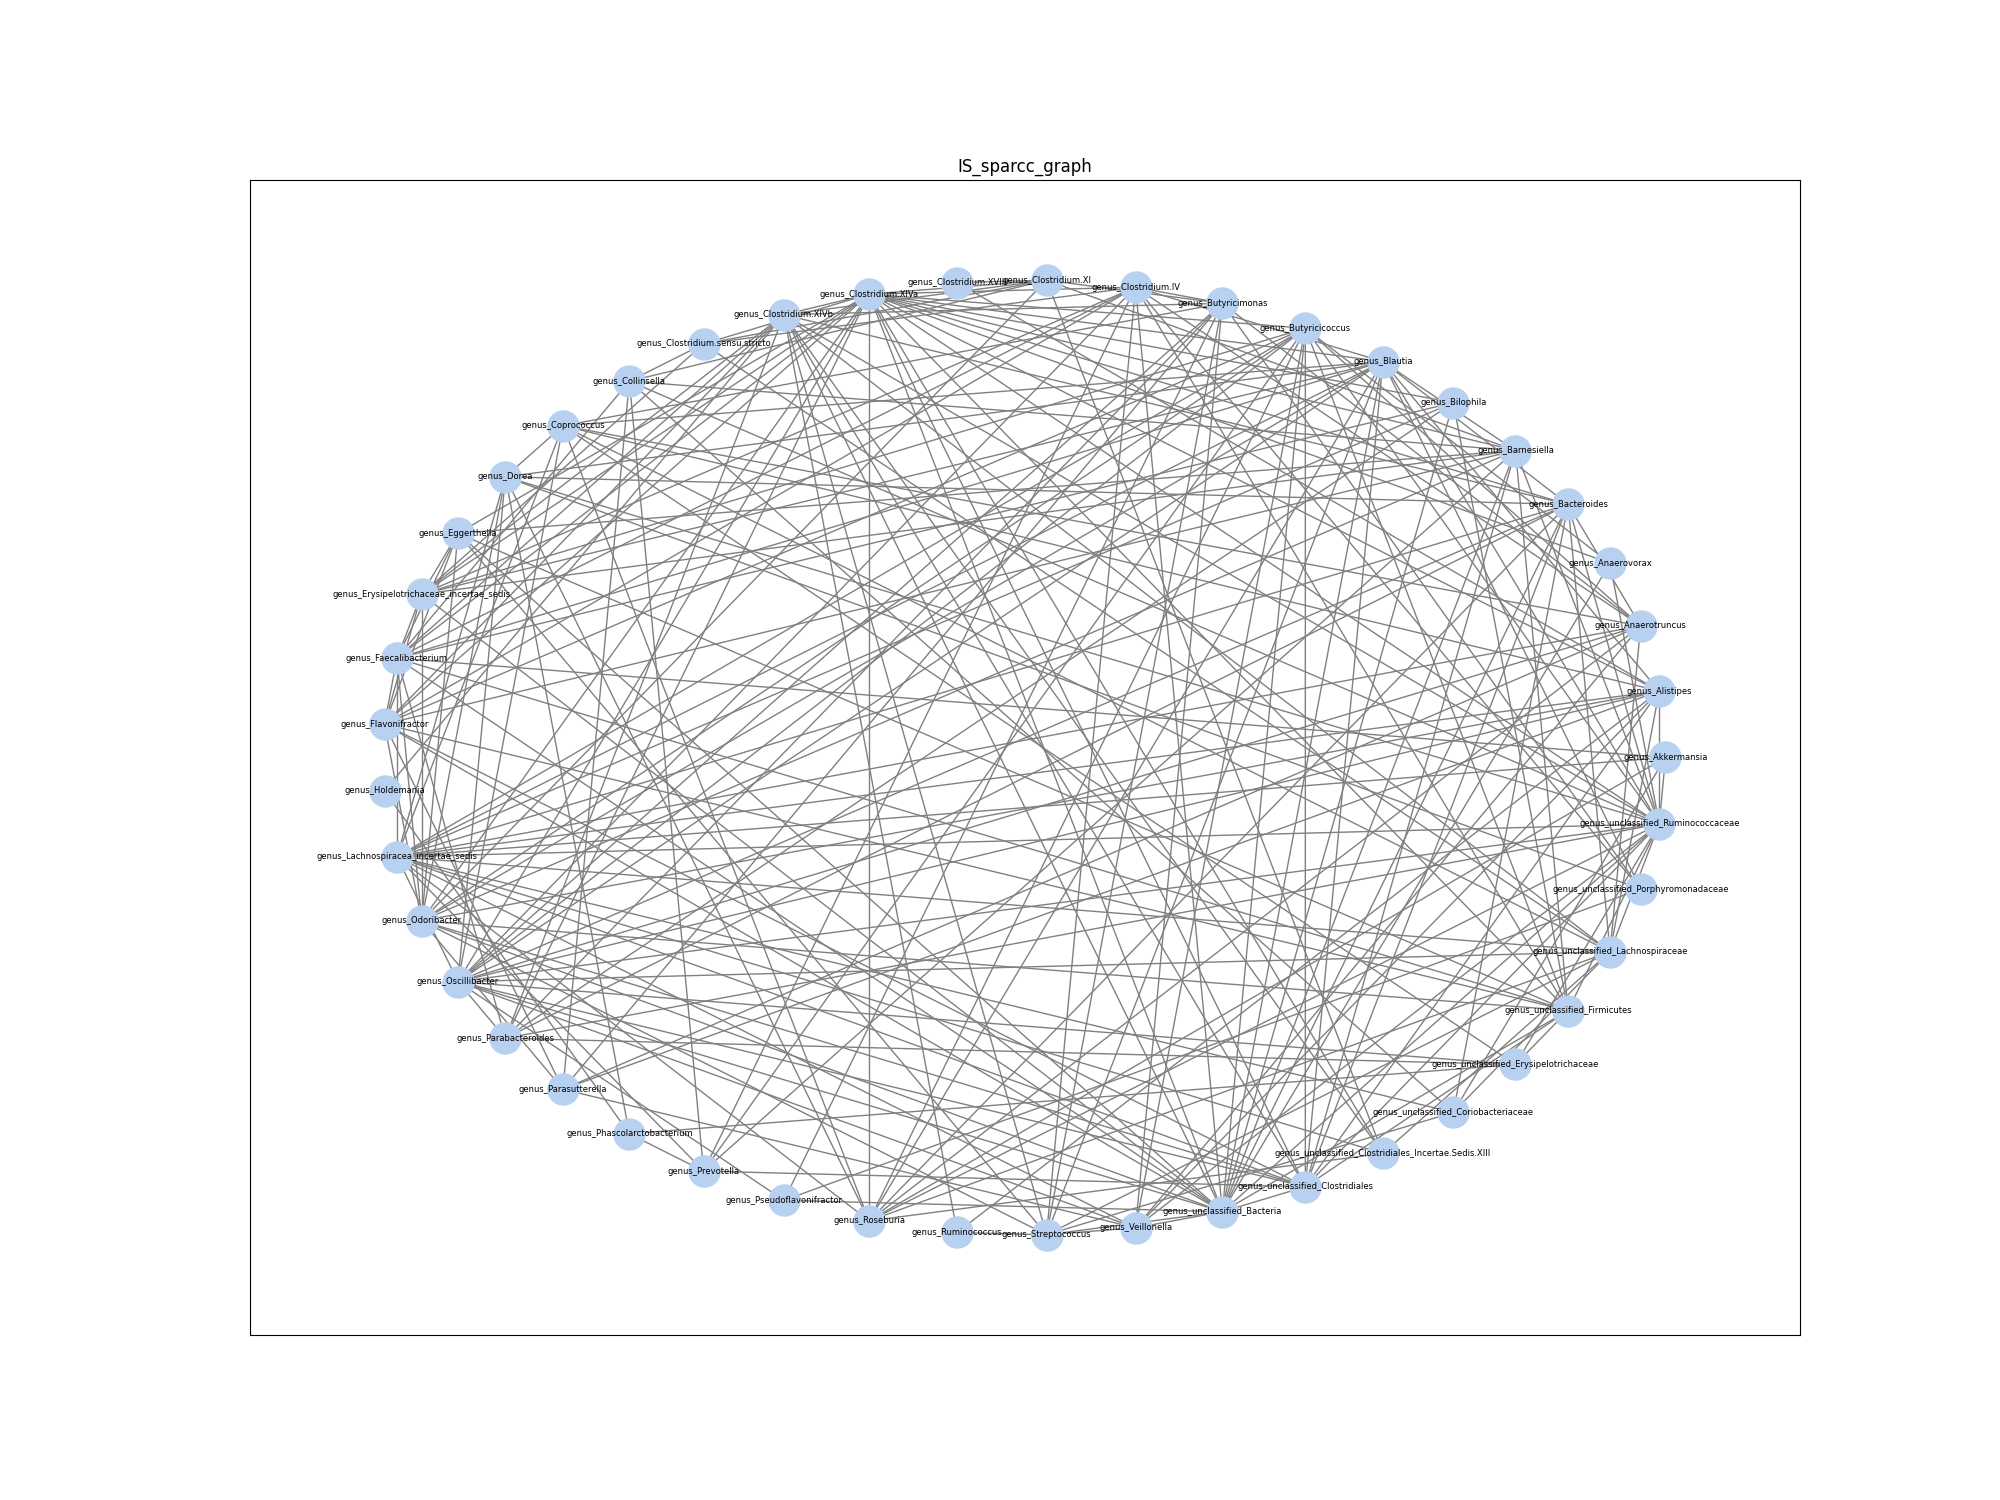 IS_sparcc_graph
genus_Clostridium.XI
genus_Clostridium.XVIII
genus_Clostridium.IV
genus_Clostridium.XIVa
genus_Butyricimonas
genus_Clostridium.XIVb
genus_Butyricicoccus
genus_Clostridium.sensu.stricto
genus_Blautia
genus_Collinsella
genus_Bilophila
genus_Coprococcus
genus_Barnesiella
genus_Dorea
genus_Bacteroides
genus_Eggerthella
genus_Anaerovorax
genus_Erysipelotrichaceae_incertae_sedis
genus_Anaerotruncus
genus_Faecalibacterium
genus_Alistipes
genus_Flavonifractor
genus_Akkermansia
genus_Holdemania
genus_unclassified_Ruminococcaceae
genus_Lachnospiracea_incertae_sedis
genus_unclassified_Porphyromonadaceae
genus_Odoribacter
genus_unclassified_Lachnospiraceae
genus_Oscillibacter
genus_unclassified_Firmicutes
genus_Parabacteroides
genus_unclassified_Erysipelotrichaceae
genus_Parasutterella
genus_unclassified_Coriobacteriaceae
genus_Phascolarctobacterium
genus_unclassified_Clostridiales_Incertae.Sedis.XIII
genus_Prevotella
genus_unclassified_Clostridiales
genus_Pseudoflavonifractor
genus_unclassified_Bacteria
genus_Roseburia
genus_Veillonella
genus_Ruminococcus
genus_Streptococcus